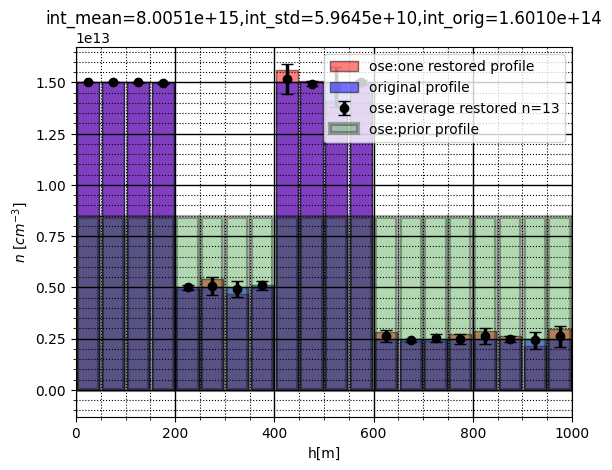 int_mean=8.0051e+15,int_std=5.9645e+10,int_orig=1.6010e+14
1e13
ose:one restored profile
original profile
ose:average restored n=13
ose:prior profile
1.50
1.25
1.00
0.75
0.50
0.25
0.00
n [cm⁻³]
0 200 400 600 800 1000
h[m]